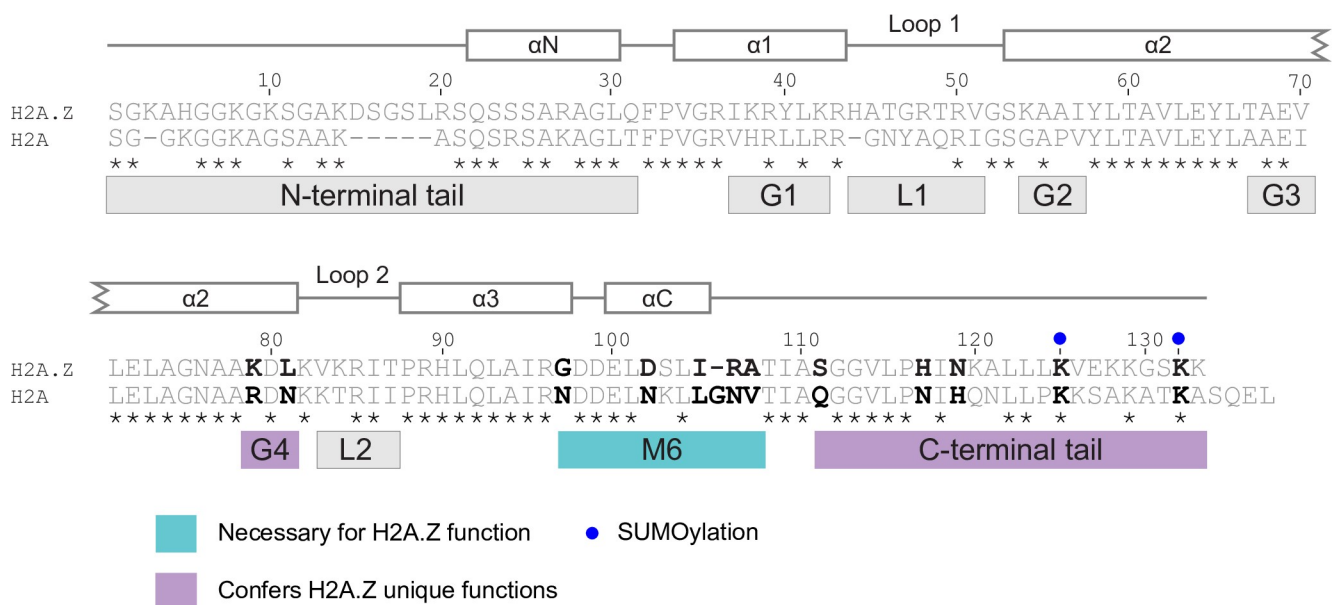 Loop 1
αN α1 α2
10 20 30 40 50 60 70
H2A.Z SGKAHGGKGKSGAKDSGSLRSQSSSARAGLQFPVGRIKRYLKRHATGRTRVGSKAAIYLTAVLEYLTAEV
H2A SG-GKGGKAGSAAK-----ASQSRSAKAGLTFPVGRVHRLLRR-GNYAQRIGSGAPVYLTAVLEYLAAEI
** *** * ** *** ** *** ***** * * * ** * ********* **
N-terminal tail G1 L1 G2 G3
Loop 2
α2 α3 αC
80 90 100 110 120 130
H2A.Z LELAGNAAKDLKVKRITPRHLQLAIRGDDELDSLI-RATIASGGVLPHINKALLLKVEKKGSKK
H2A LELAGNAARDNKKTRIIPRHLQLAIRNDDELNKLLGNVTIAQGGVLPNIHQNLLPKKSAKATKASQEL
******** * * ** ********* **** * *** ****** * ** * * *
G4 L2 M6 C-terminal tail
Necessary for H2A.Z function SUMOylation
Confers H2A.Z unique functions